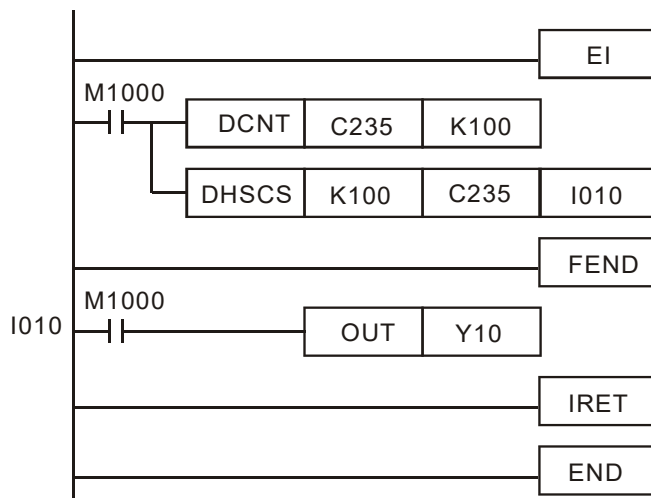 EI
M1000
DCNT C235 K100
DHSCS K100 C235 I010
FEND
M1000
I010 OUT Y10
IRET
END